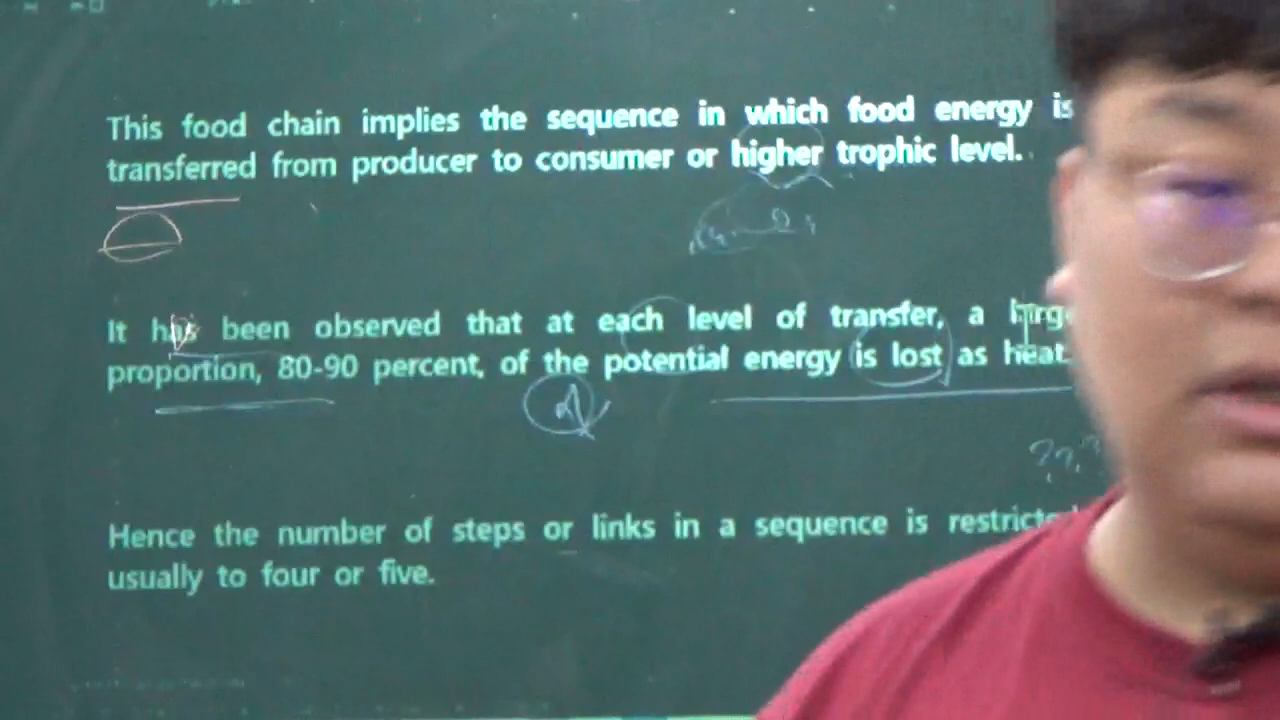 This food chain implies the sequence in which food energy is
transferred from producer to consumer or higher trophic level.
It has been observed that at each level of transfer, a
proportion, 80-90 percent, of the potential energy is lost as heat.
???
Hence the number of steps or links in a sequence is
usually to four or five.